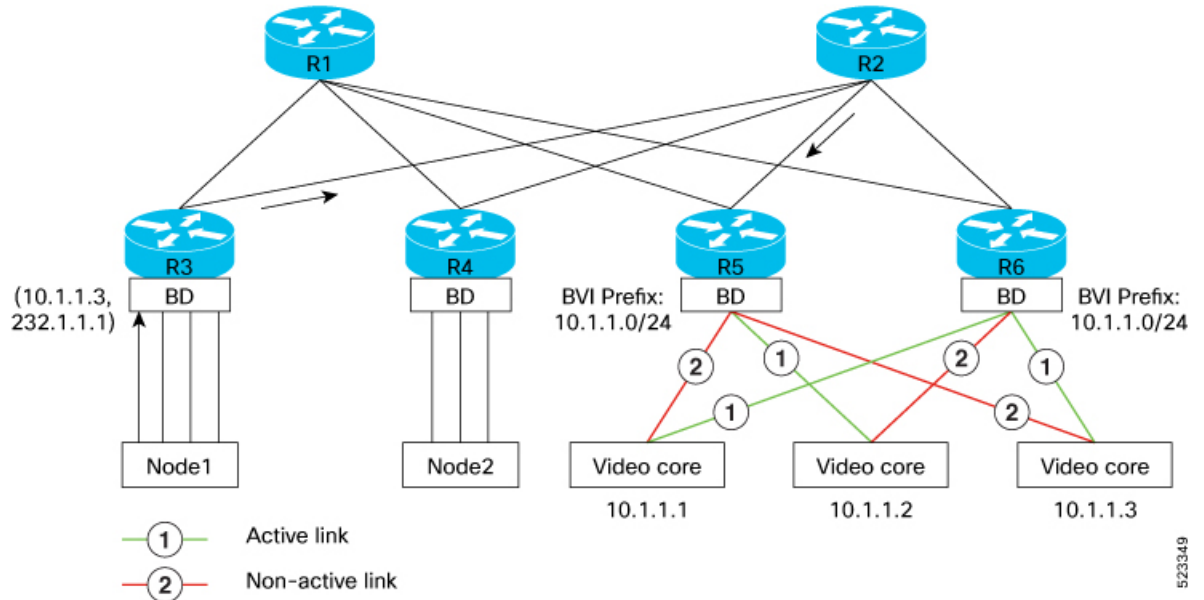 R1
R2
R3
R4
R5
R6
(10.1.1.3,
232.1.1.1)
BD
BD
BVI Prefix:
10.1.1.0/24
BD
BD
BVI Prefix:
10.1.1.0/24
2
1
2
1
1
2
Node1
Node2
Video core
Video core
Video core
10.1.1.1
10.1.1.2
10.1.1.3
1 Active link
2 Non-active link
523349